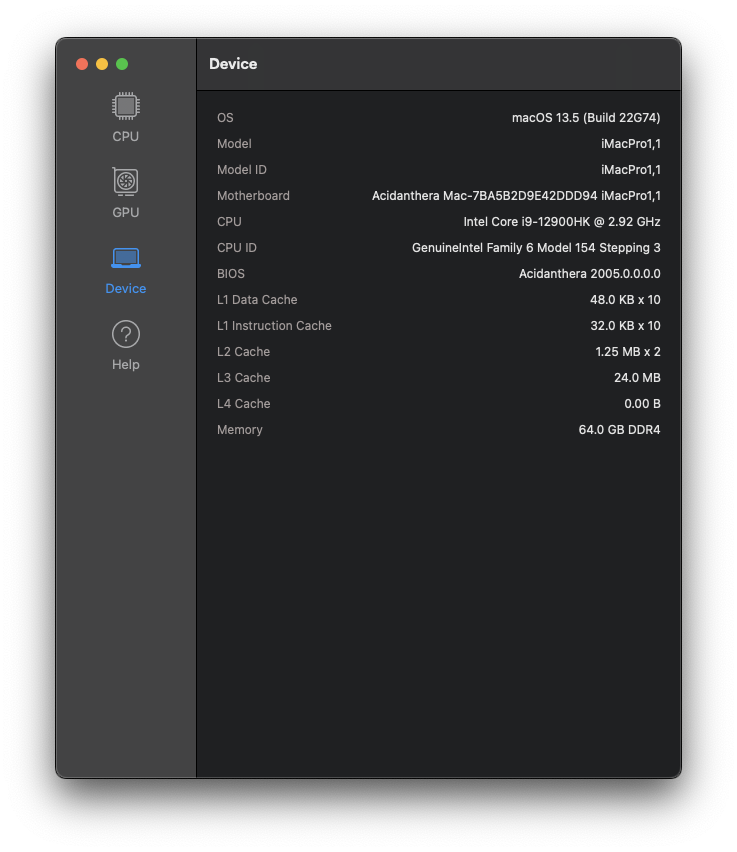 Device
CPU
GPU
Device
Help
OS macOS 13.5 (Build 22G74)
Model iMacPro1,1
Model ID iMacPro1,1
Motherboard Acidanthera Mac-7BA5B2D9E42DDD94 iMacPro1,1
CPU Intel Core i9-12900HK @ 2.92 GHz
CPU ID GenuineIntel Family 6 Model 154 Stepping 3
BIOS Acidanthera 2005.0.0.0.0
L1 Data Cache 48.0 KB x 10
L1 Instruction Cache 32.0 KB x 10
L2 Cache 1.25 MB x 2
L3 Cache 24.0 MB
L4 Cache 0.00 B
Memory 64.0 GB DDR4